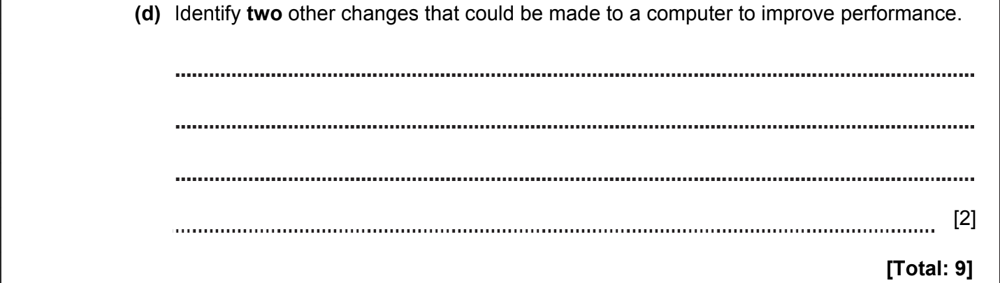 (d) Identify two other changes that could be made to a computer to improve performance.
[2]
[Total: 9]